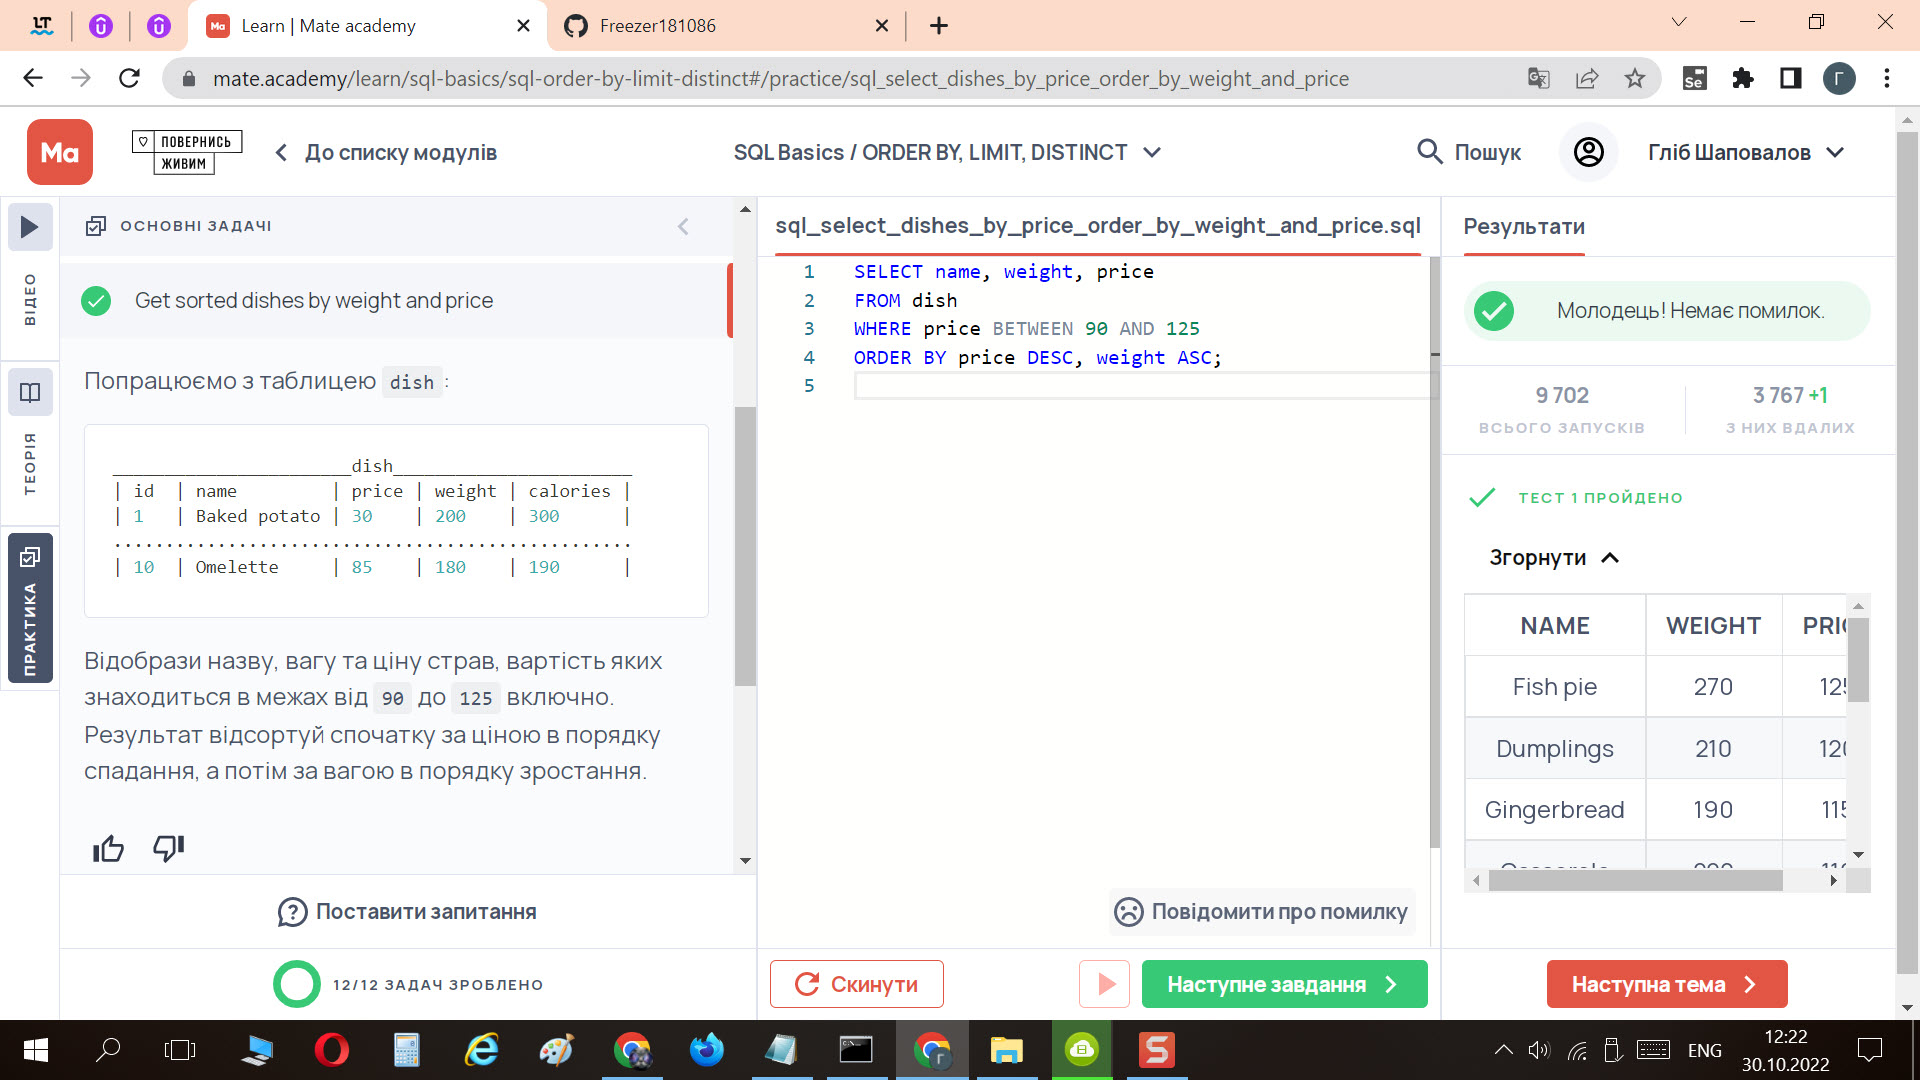 Learn | Mate academy
Freezer181086
mate.academy/learn/sql-basics/sql-order-by-limit-distinct#/practice/sql_select_dishes_by_price_order_by_weight_and_price
Se
Г
Ma
ПОВЕРНИСЬ
ЖИВИМ
До списку модулів
SQL Basics / ORDER BY, LIMIT, DISTINCT
Пошук
Гліб Шаповалов
ВІДЕО
ТЕОРІЯ
ПРАКТИКА
ОСНОВНІ ЗАДАЧІ
Get sorted dishes by weight and price
Попрацюємо з таблицею dish :
_______________________dish_______________________
| id | name | price | weight | calories |
| 1 | Baked potato | 30 | 200 | 300 |
..................................................
| 10 | Omelette | 85 | 180 | 190 |
Відобрази назву, вагу та ціну страв, вартість яких
знаходиться в межах від 90 до 125 включно.
Результат відсортуй спочатку за ціною в порядку
спадання, а потім за вагою в порядку зростання.
Поставити запитання
12/12 ЗАДАЧ ЗРОБЛЕНО
sql_select_dishes_by_price_order_by_weight_and_price.sql
1 SELECT name, weight, price
2 FROM dish
3 WHERE price BETWEEN 90 AND 125
4 ORDER BY price DESC, weight ASC;
5
Повідомити про помилку
Скинути
Наступне завдання
Результати
Молодець! Немає помилок.
9 702
ВСЬОГО ЗАПУСКІВ
3 767 +1
З НИХ ВДАЛИХ
ТЕСТ 1 ПРОЙДЕНО
Згорнути
NAME WEIGHT
Fish pie 270
Dumplings 210
Gingerbread 190
Наступна тема
ENG
12:22
30.10.2022